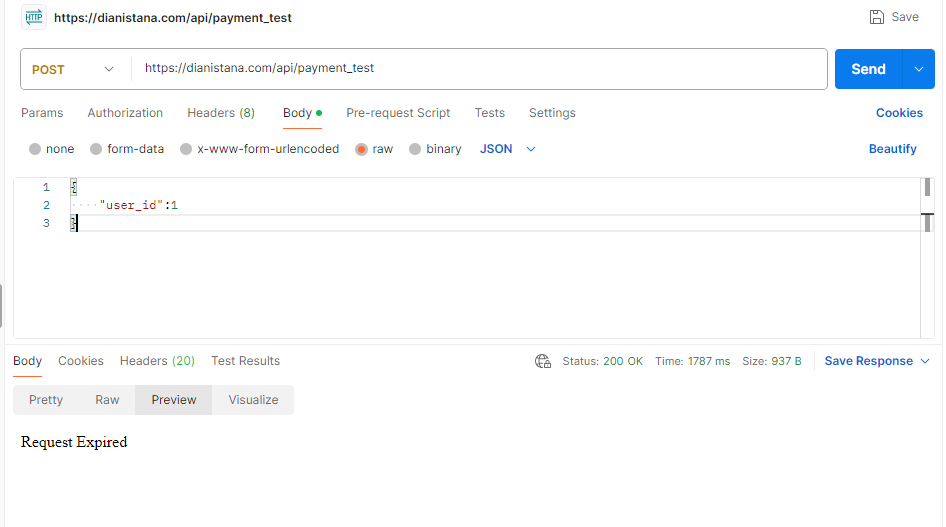 HTTP https://dianistana.com/api/payment_test Save
POST https://dianistana.com/api/payment_test Send
Params Authorization Headers (8) Body Pre-request Script Tests Settings Cookies
none form-data x-www-form-urlencoded raw binary JSON Beautify
1 {
2 ····"user_id":1
3 }
Body Cookies Headers (20) Test Results Status: 200 OK Time: 1787 ms Size: 937 B Save Response
Pretty Raw Preview Visualize
Request Expired